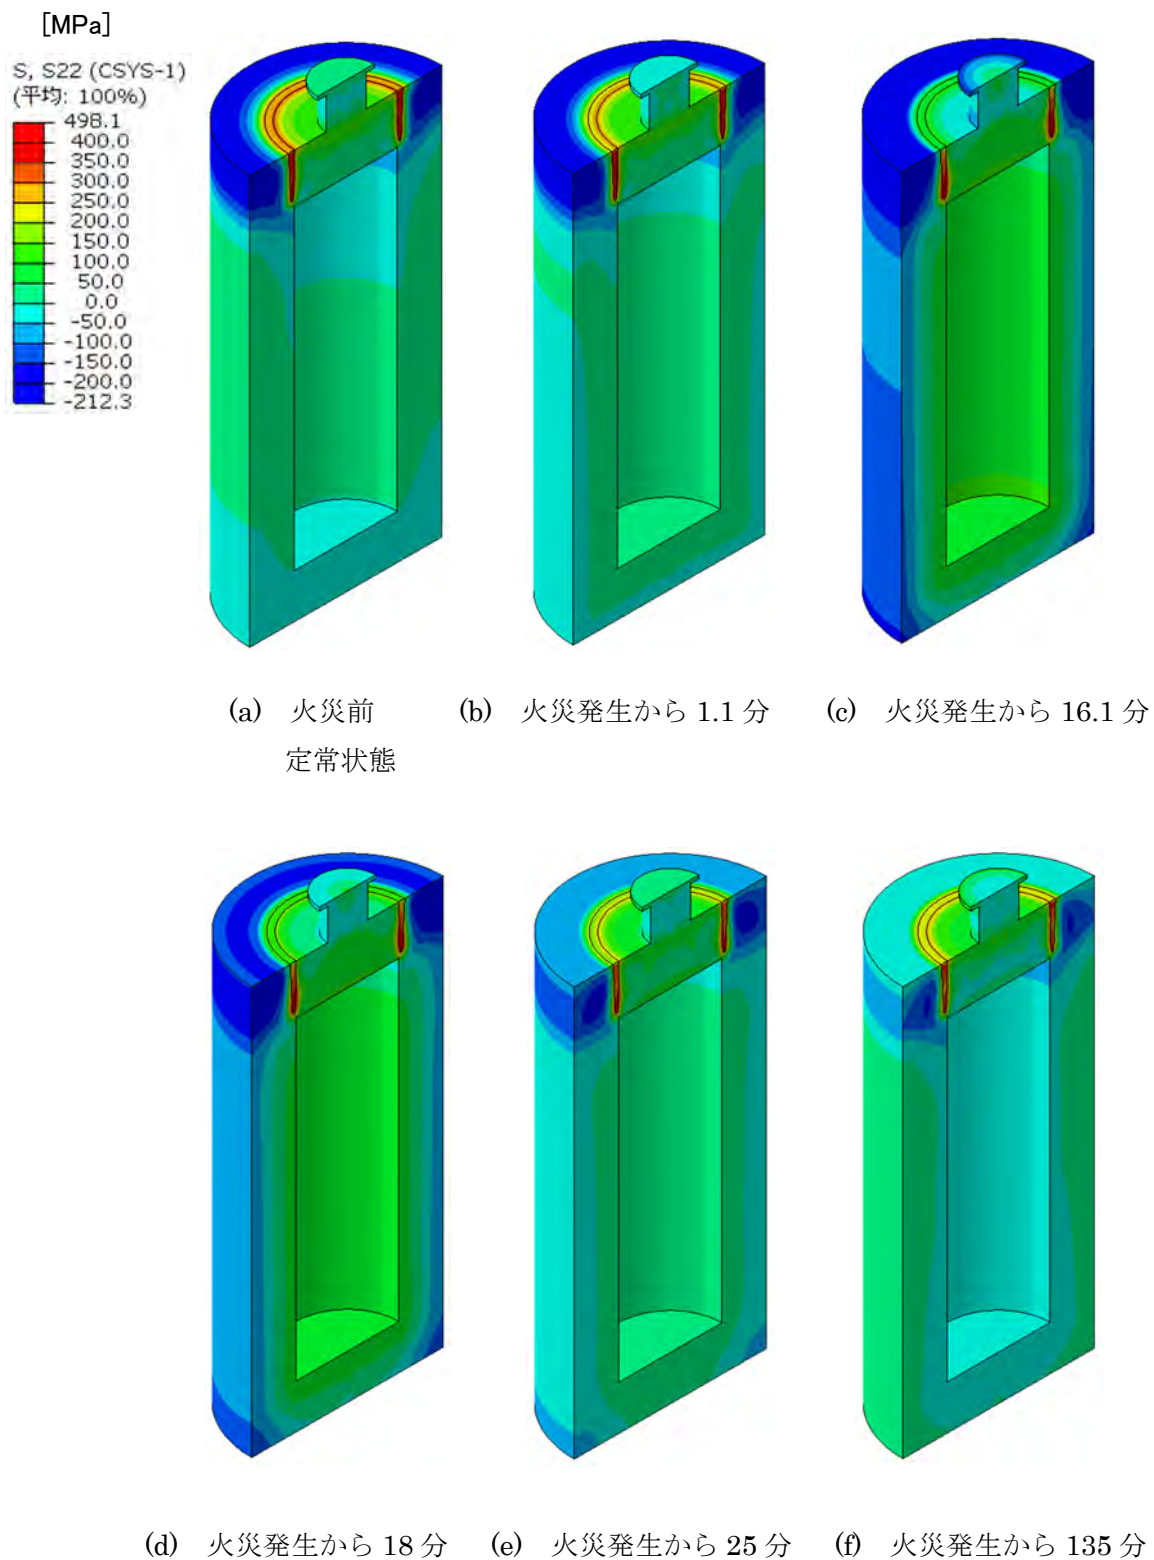 [MPa]
S, S22 (CSYS-1)
(平均: 100%)
498.1
400.0
350.0
300.0
250.0
200.0
150.0
100.0
50.0
0.0
-50.0
-100.0
-150.0
-200.0
-212.3
(a) 火災前
定常状態
(b) 火災発生から 1.1 分
(c) 火災発生から 16.1 分
(d) 火災発生から 18 分
(e) 火災発生から 25 分
(f) 火災発生から 135 分